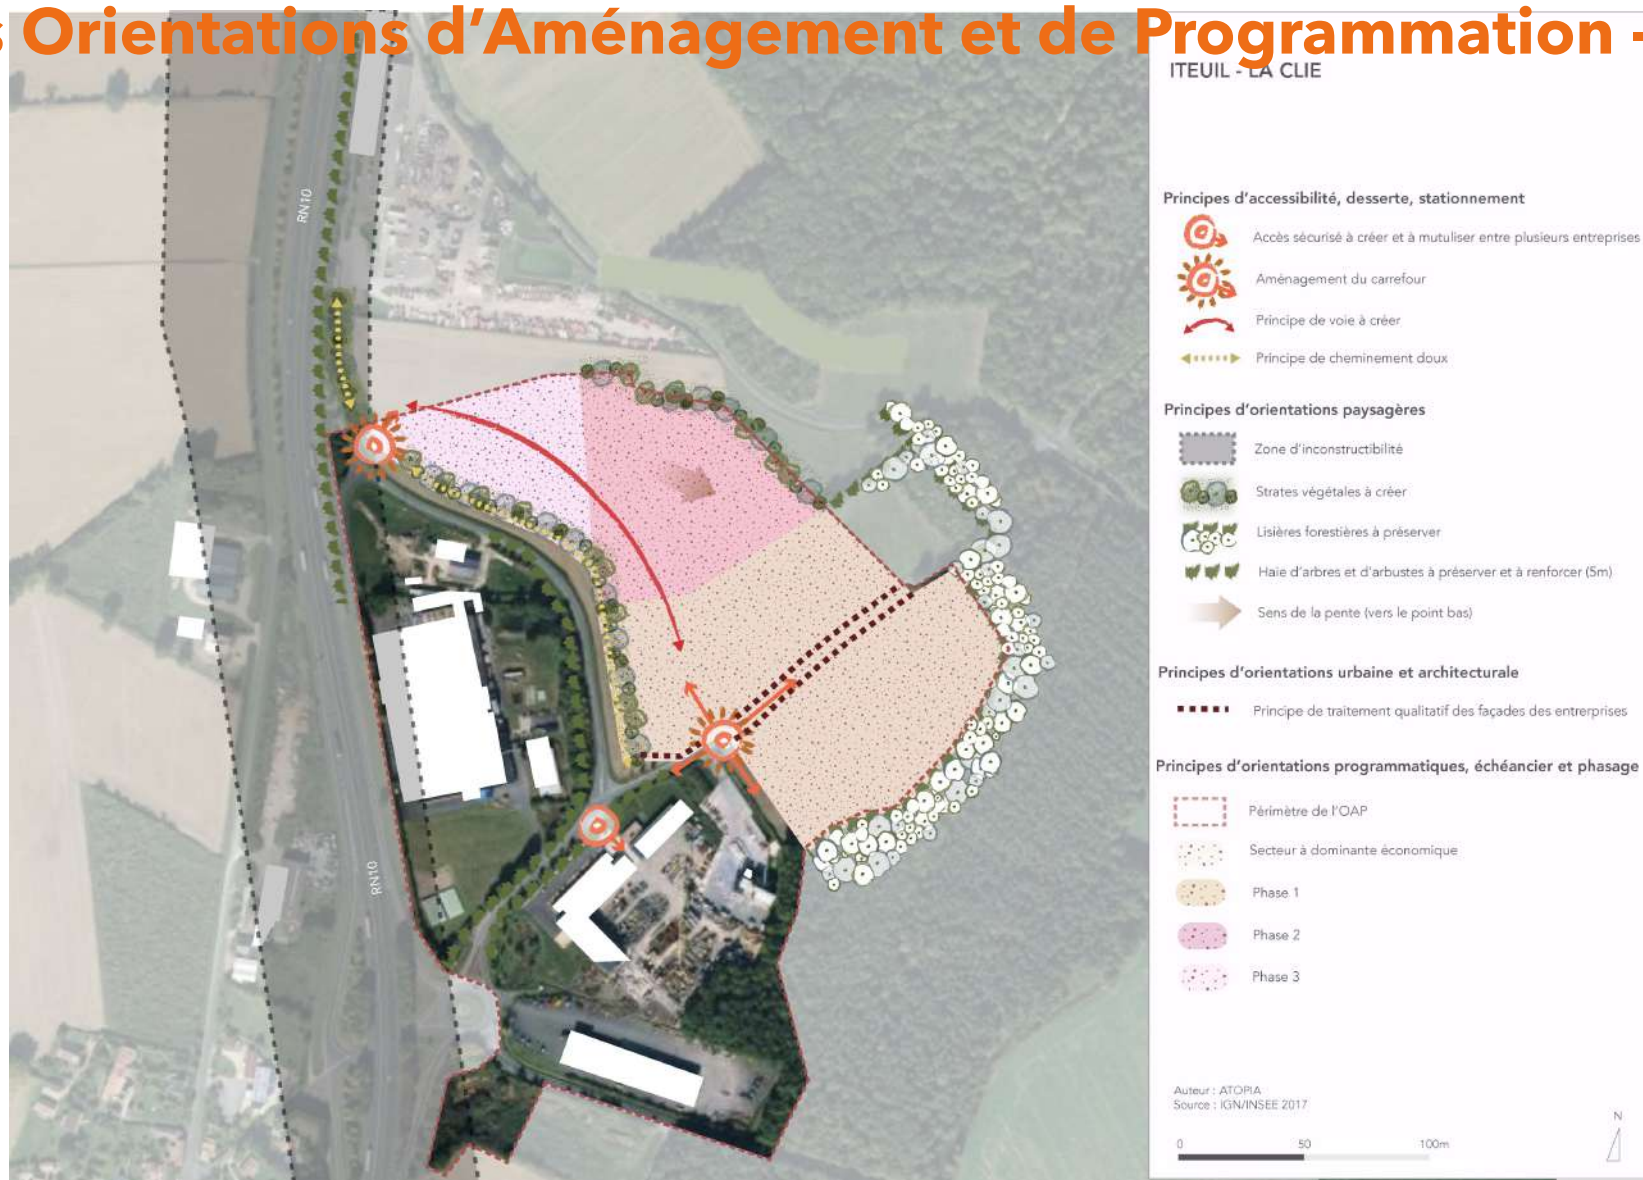 s Orientations d'Aménagement et de Programmation -
ITEUIL - LA CLIE
Principes d'accessibilité, desserte, stationnement
Accès sécurisé à créer et à mutuliser entre plusieurs entreprises
Aménagement du carrefour
Principe de voie à créer
Principe de cheminement doux
Principes d'orientations paysagères
Zone d'inconstructibilité
Strates végétales à créer
Lisières forestières à préserver
Haie d'arbres et d'arbustes à préserver et à renforcer (5m)
Sens de la pente (vers le point bas)
Principes d'orientations urbaine et architecturale
Principe de traitement qualitatif des façades des entrerprises
Principes d'orientations programmatiques, échéancier et phasage
Périmètre de l'OAP
Secteur à dominante économique
Phase 1
Phase 2
Phase 3
Auteur : ATOPIA
Source : IGN/INSEE 2017
N
0 50 100m
RN10
RN10